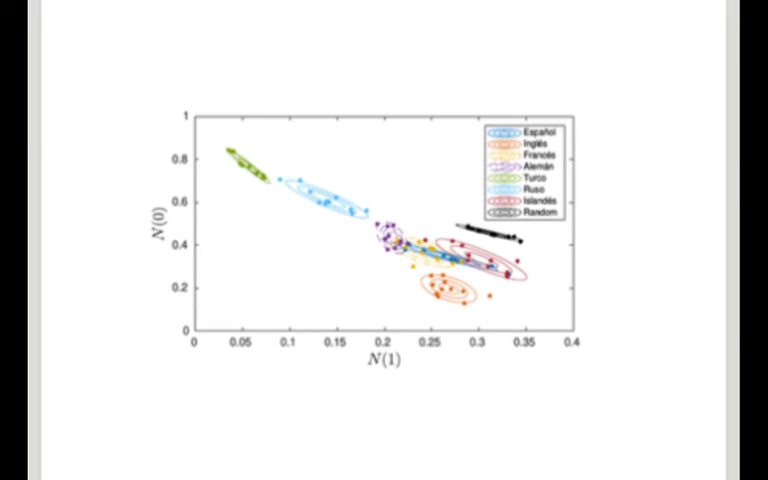 1
0.8
0.6
0.4
0.2
0
N(0)
0
0.05
0.1
0.15
0.2
0.25
0.3
0.35
0.4
N(1)
Español
Inglés
Francés
Alemán
Turco
Ruso
Islandés
Random